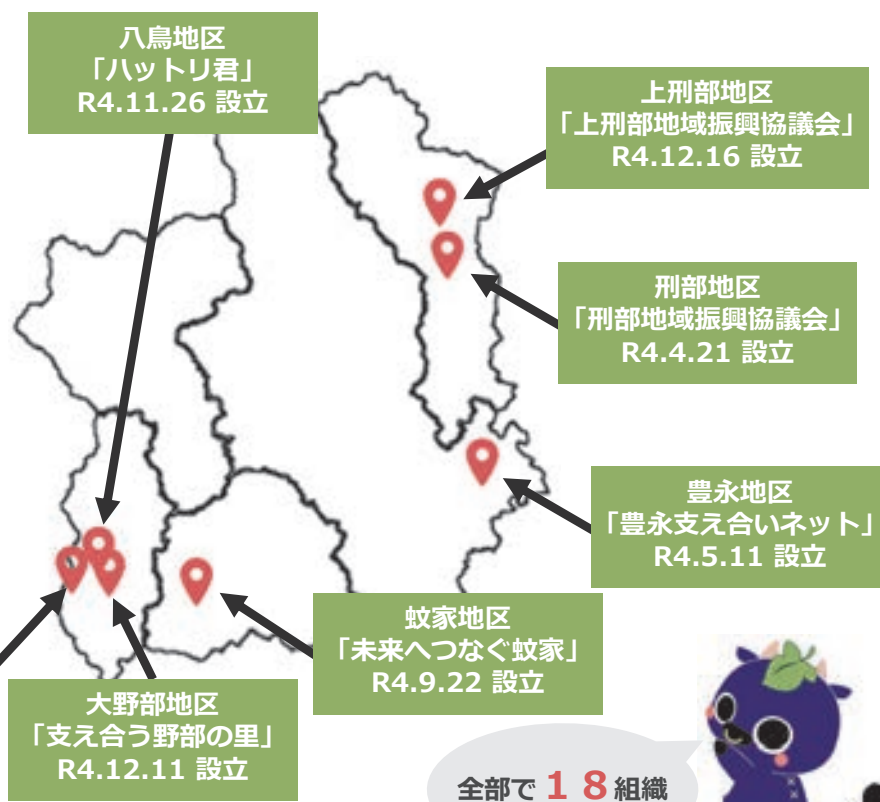 八鳥地区
「ハットリ君」
R4.11.26 設立
上刑部地区
「上刑部地域振興協議会」
R4.12.16 設立
刑部地区
「刑部地域振興協議会」
R4.4.21 設立
豊永地区
「豊永支え合いネット」
R4.5.11 設立
蚊家地区
「未来へつなぐ蚊家」
R4.9.22 設立
大野部地区
「支え合う野部の里」
R4.12.11 設立
全部で１８組織